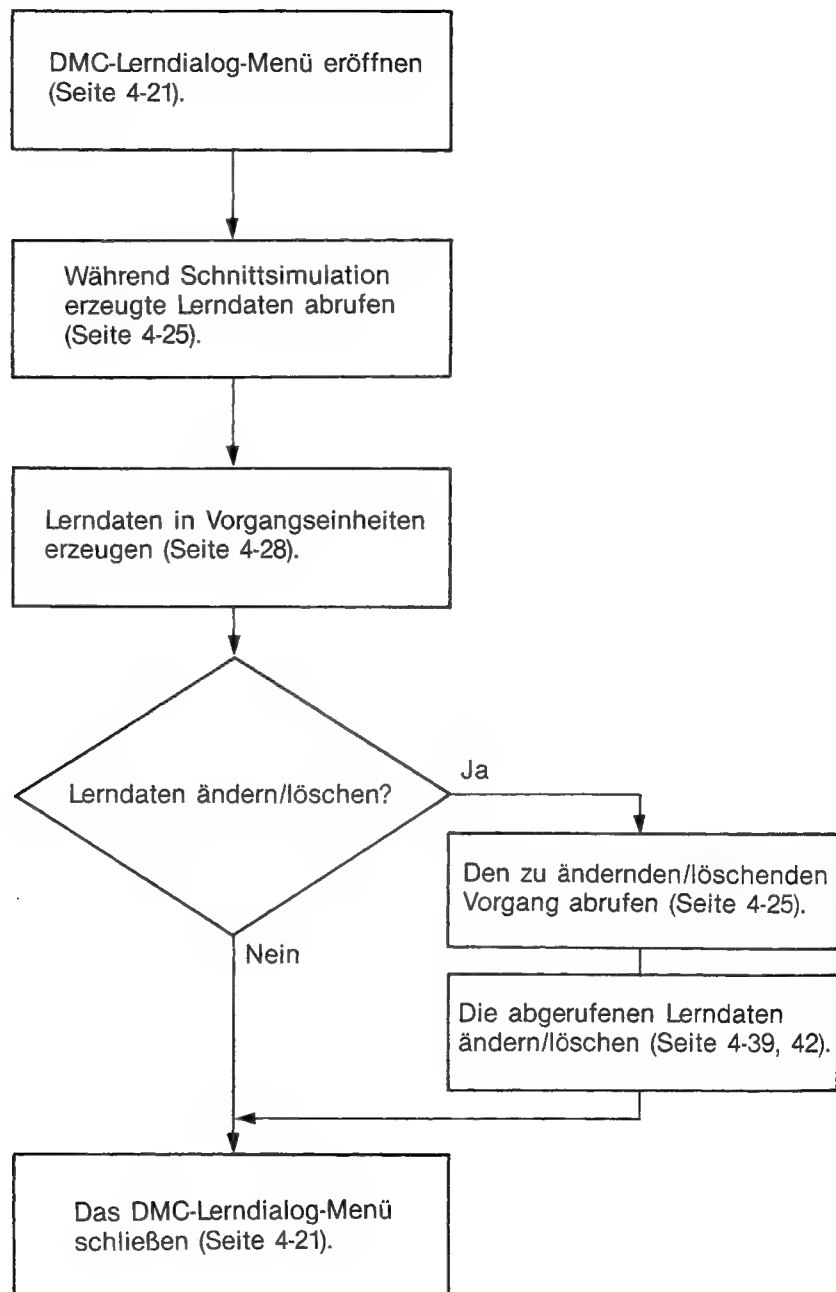 DMC-Lerndialog-Menü eröffnen
(Seite 4-21).
Während Schnittsimulation
erzeugte Lerndaten abrufen
(Seite 4-25).
Lerndaten in Vorgangseinheiten
erzeugen (Seite 4-28).
Lerndaten ändern/löschen?
Ja
Den zu ändernden/löschenden
Vorgang abrufen (Seite 4-25).
Nein
Die abgerufenen Lerndaten
ändern/löschen (Seite 4-39, 42).
Das DMC-Lerndialog-Menü
schließen (Seite 4-21).